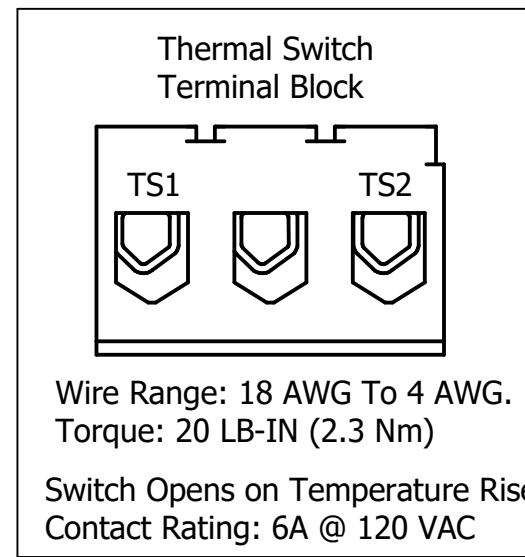 Thermal Switch
Terminal Block
TS1 TS2
Wire Range: 18 AWG To 4 AWG.
Torque: 20 LB-IN (2.3 Nm)
Switch Opens on Temperature Rise
Contact Rating: 6A @ 120 VAC